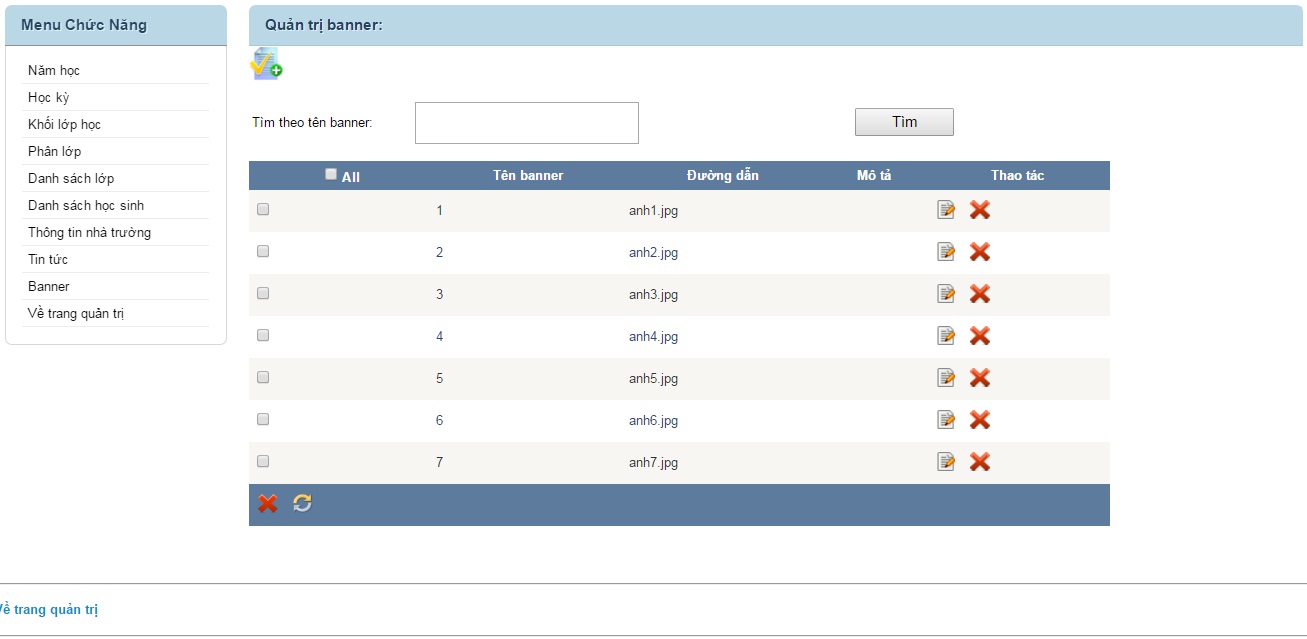 Menu Chức Năng
Năm học
Học kỳ
Khối lớp học
Phân lớp
Danh sách lớp
Danh sách học sinh
Thông tin nhà trường
Tin tức
Banner
Về trang quản trị
Quản trị banner:
Tìm theo tên banner:
Tìm
All Tên banner Đường dẫn Mô tả Thao tác
1 anh1.jpg
2 anh2.jpg
3 anh3.jpg
4 anh4.jpg
5 anh5.jpg
6 anh6.jpg
7 anh7.jpg
Về trang quản trị